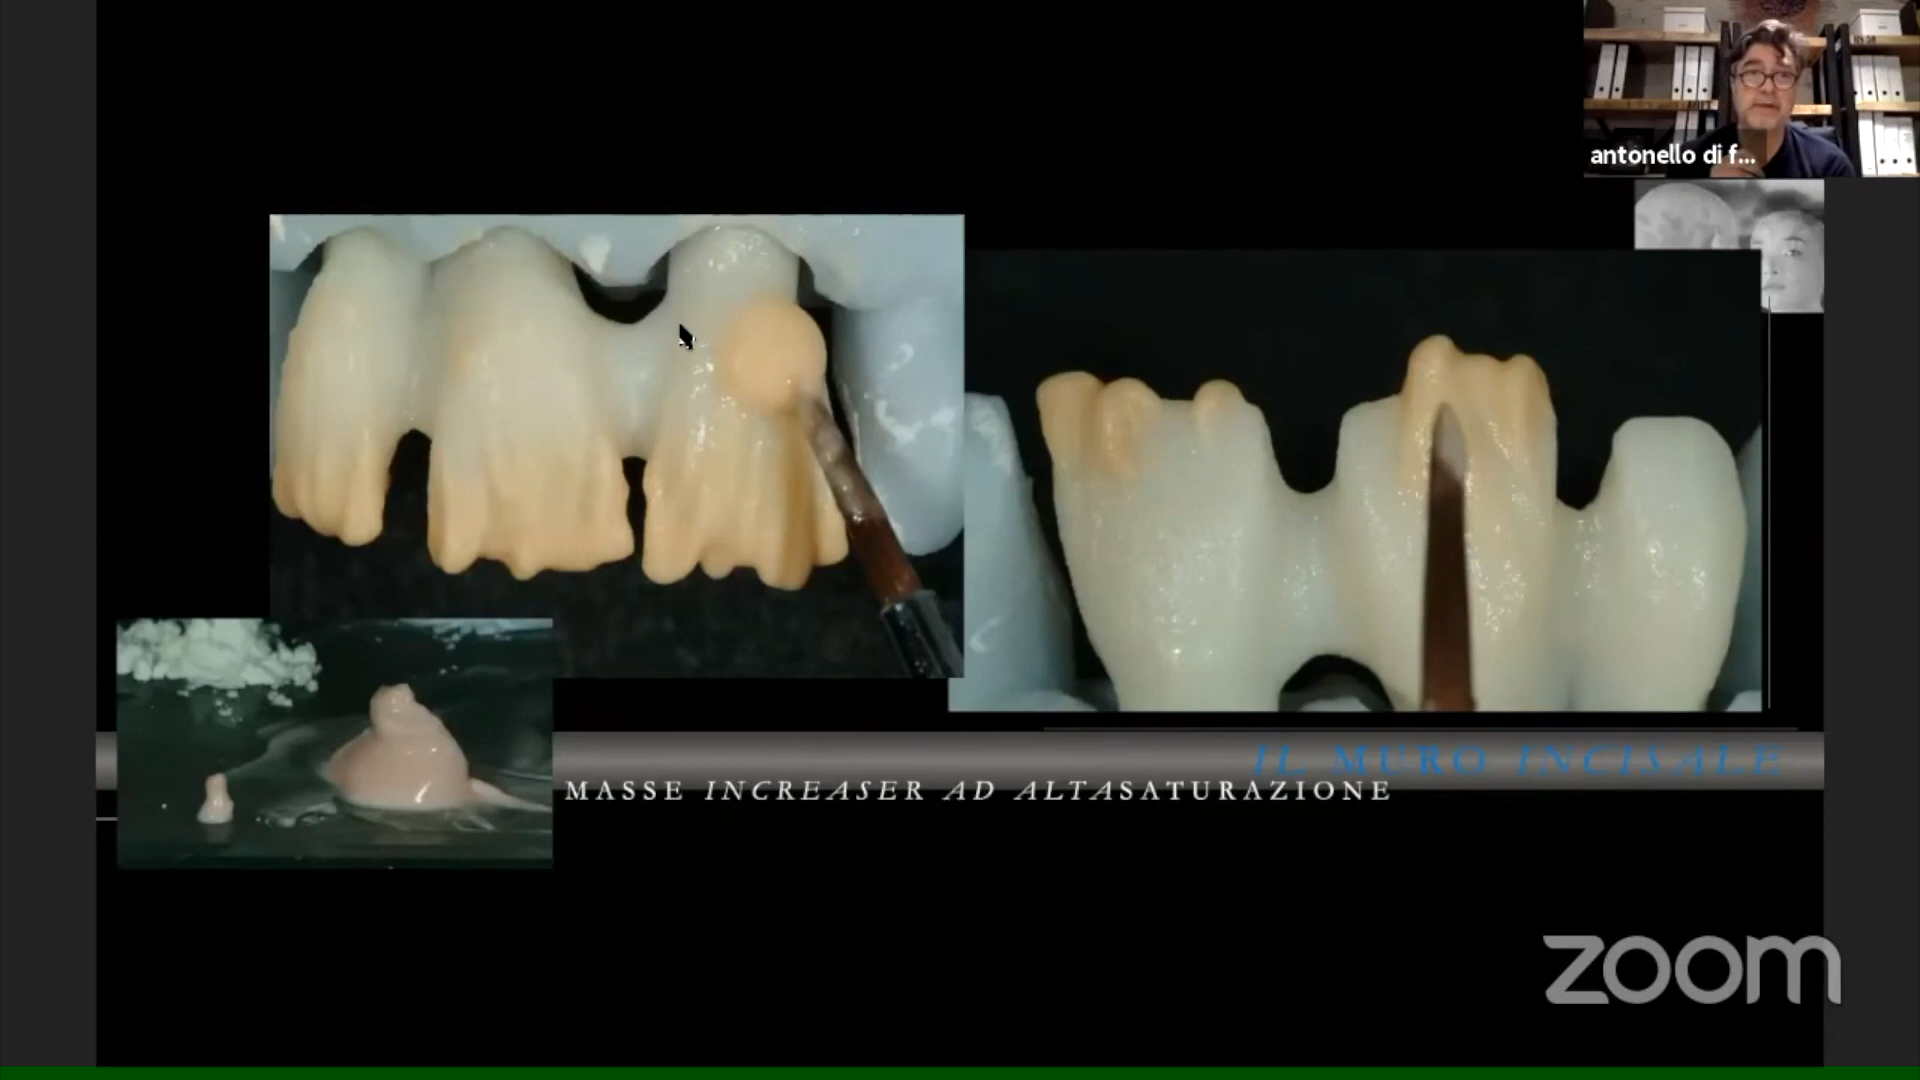 antonello di f...
IL MURO INCISALE
MASSE INCREASER AD ALTASATURAZIONE
zoom